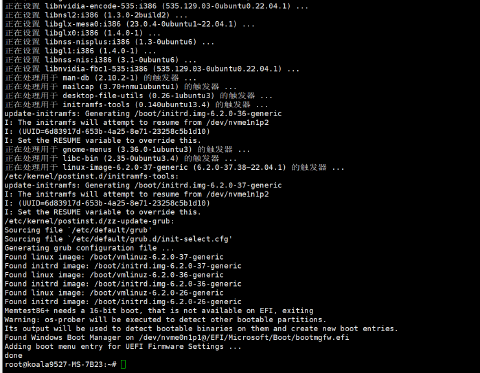 正在设置 libnvidia-encode-535:i386 (535.129.03-0ubuntu0.22.04.1) ...
正在设置 libnsl2:i386 (1.3.0-2build2) ...
正在设置 libglx-mesa0:i386 (23.0.4-0ubuntu1~22.04.1) ...
正在设置 libglx0:i386 (1.4.0-1) ...
正在设置 libnss-nisplus:i386 (1.3-0ubuntu6) ...
正在设置 libgl1:i386 (1.4.0-1) ...
正在设置 libnss-nis:i386 (3.1-0ubuntu6) ...
正在设置 libnvidia-fbc1-535:i386 (535.129.03-0ubuntu0.22.04.1) ...
正在处理用于 man-db (2.10.2-1) 的触发器 ...
正在处理用于 mailcap (3.70+nmu1ubuntu1) 的触发器 ...
正在处理用于 desktop-file-utils (0.26-1ubuntu3) 的触发器 ...
正在处理用于 initramfs-tools (0.140ubuntu13.4) 的触发器 ...
update-initramfs: Generating /boot/initrd.img-6.2.0-36-generic
I: The initramfs will attempt to resume from /dev/nvme1n1p2
I: (UUID=6d83917d-653b-4a25-8e71-23258c5b1d10)
I: Set the RESUME variable to override this.
正在处理用于 gnome-menus (3.36.0-1ubuntu3) 的触发器 ...
正在处理用于 libc-bin (2.35-0ubuntu3.4) 的触发器 ...
正在处理用于 linux-image-6.2.0-37-generic (6.2.0-37.38~22.04.1) 的触发器 ...
/etc/kernel/postinst.d/initramfs-tools:
update-initramfs: Generating /boot/initrd.img-6.2.0-37-generic
I: The initramfs will attempt to resume from /dev/nvme1n1p2
I: (UUID=6d83917d-653b-4a25-8e71-23258c5b1d10)
I: Set the RESUME variable to override this.
/etc/kernel/postinst.d/zz-update-grub:
Sourcing file `/etc/default/grub'
Sourcing file `/etc/default/grub.d/init-select.cfg'
Generating grub configuration file ...
Found linux image: /boot/vmlinuz-6.2.0-37-generic
Found initrd image: /boot/initrd.img-6.2.0-37-generic
Found linux image: /boot/vmlinuz-6.2.0-36-generic
Found initrd image: /boot/initrd.img-6.2.0-36-generic
Found linux image: /boot/vmlinuz-6.2.0-26-generic
Found initrd image: /boot/initrd.img-6.2.0-26-generic
Memtest86+ needs a 16-bit boot, that is not available on EFI, exiting
Warning: os-prober will be executed to detect other bootable partitions.
Its output will be used to detect bootable binaries on them and create new boot entries.
Found Windows Boot Manager on /dev/nvme0n1p1@/EFI/Microsoft/Boot/bootmgfw.efi
Adding boot menu entry for UEFI Firmware Settings ...
done
root@koala9527-MS-7B23:~#